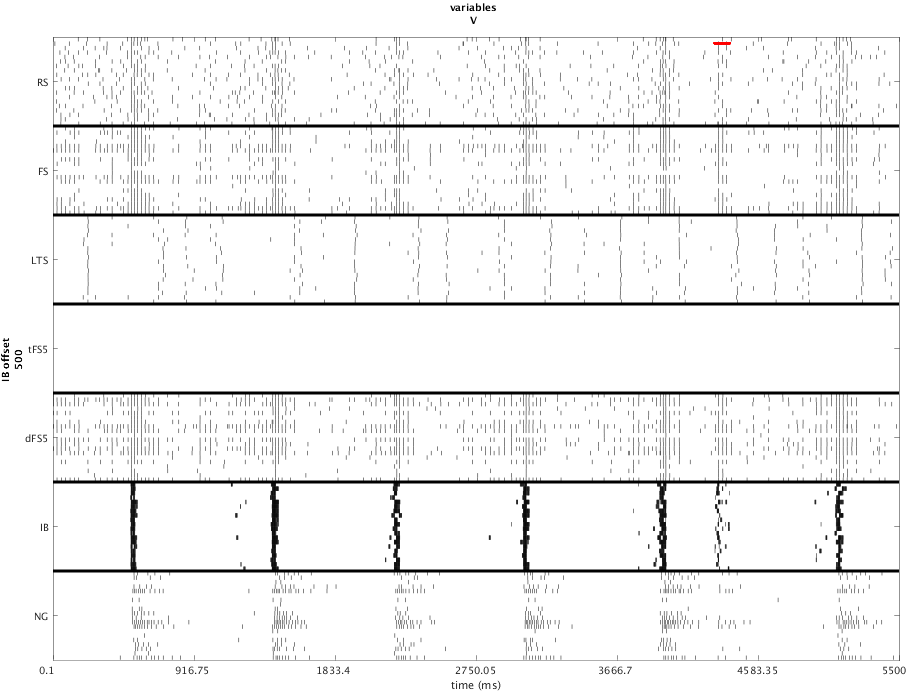 variables
V
RS
FS
LTS
tFS5
dFS5
IB
NG
IB offset
500
0.1
916.75
1833.4
2750.05
3666.7
4583.35
5500
time (ms)